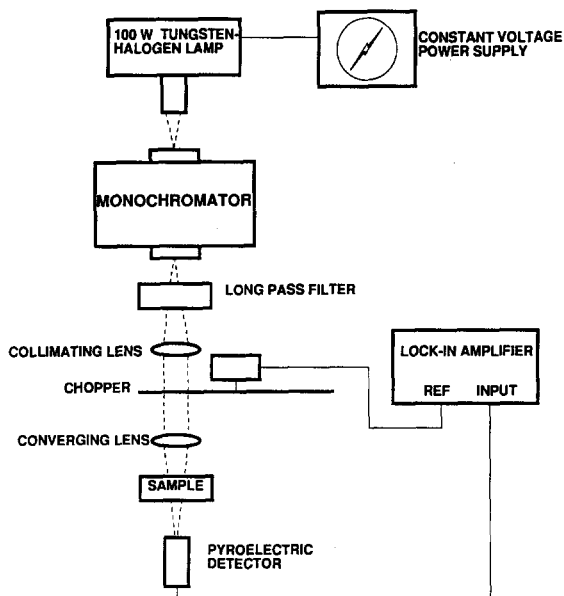 100 W TUNGSTEN-
HALOGEN LAMP
CONSTANT VOLTAGE
POWER SUPPLY
MONOCHROMATOR
LONG PASS FILTER
COLLIMATING LENS
LOCK-IN AMPLIFIER
REF INPUT
CHOPPER
CONVERGING LENS
SAMPLE
PYROELECTRIC
DETECTOR